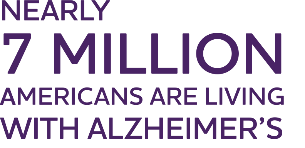 NEARLY
7 MILLION
AMERICANS ARE LIVING
WITH ALZHEIMER'S